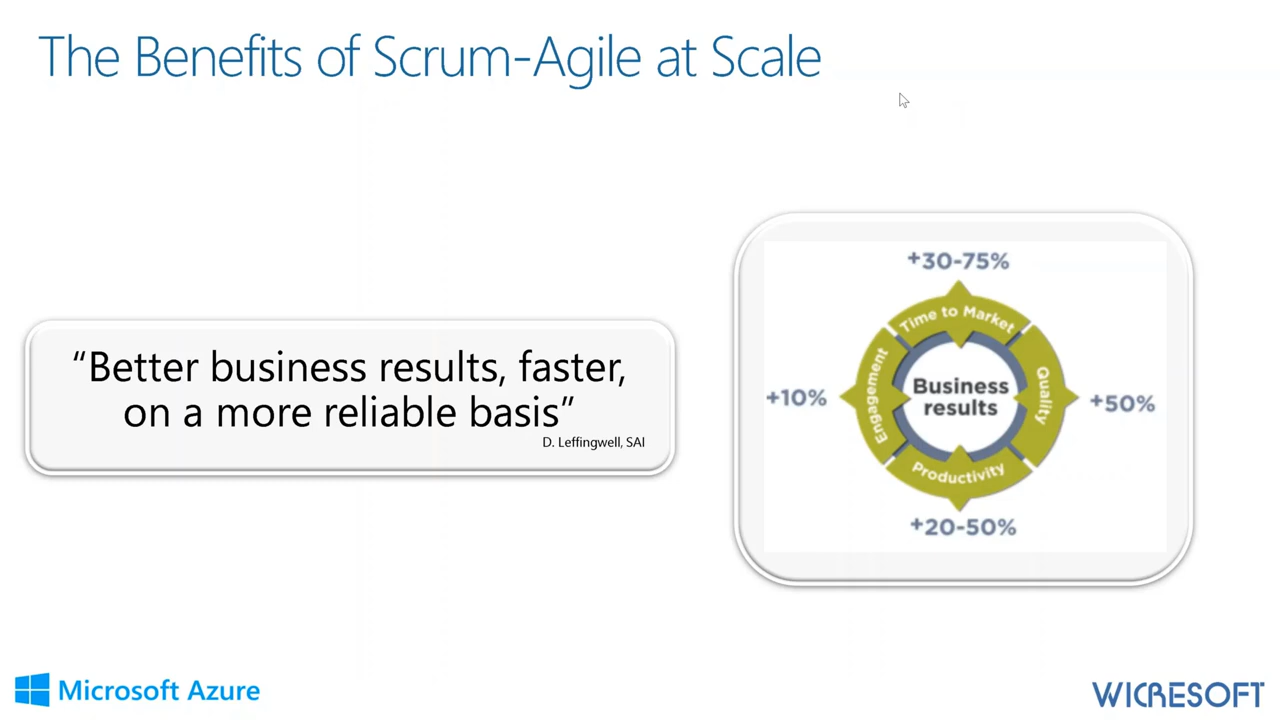 The Benefits of Scrum-Agile at Scale
“Better business results, faster,
on a more reliable basis”
D. Leffingwell, SAI
+30-75%
Time to Market
Engagement
Business
results
Quality
+10%
+50%
Productivity
+20-50%
Microsoft Azure
WICRESOFT